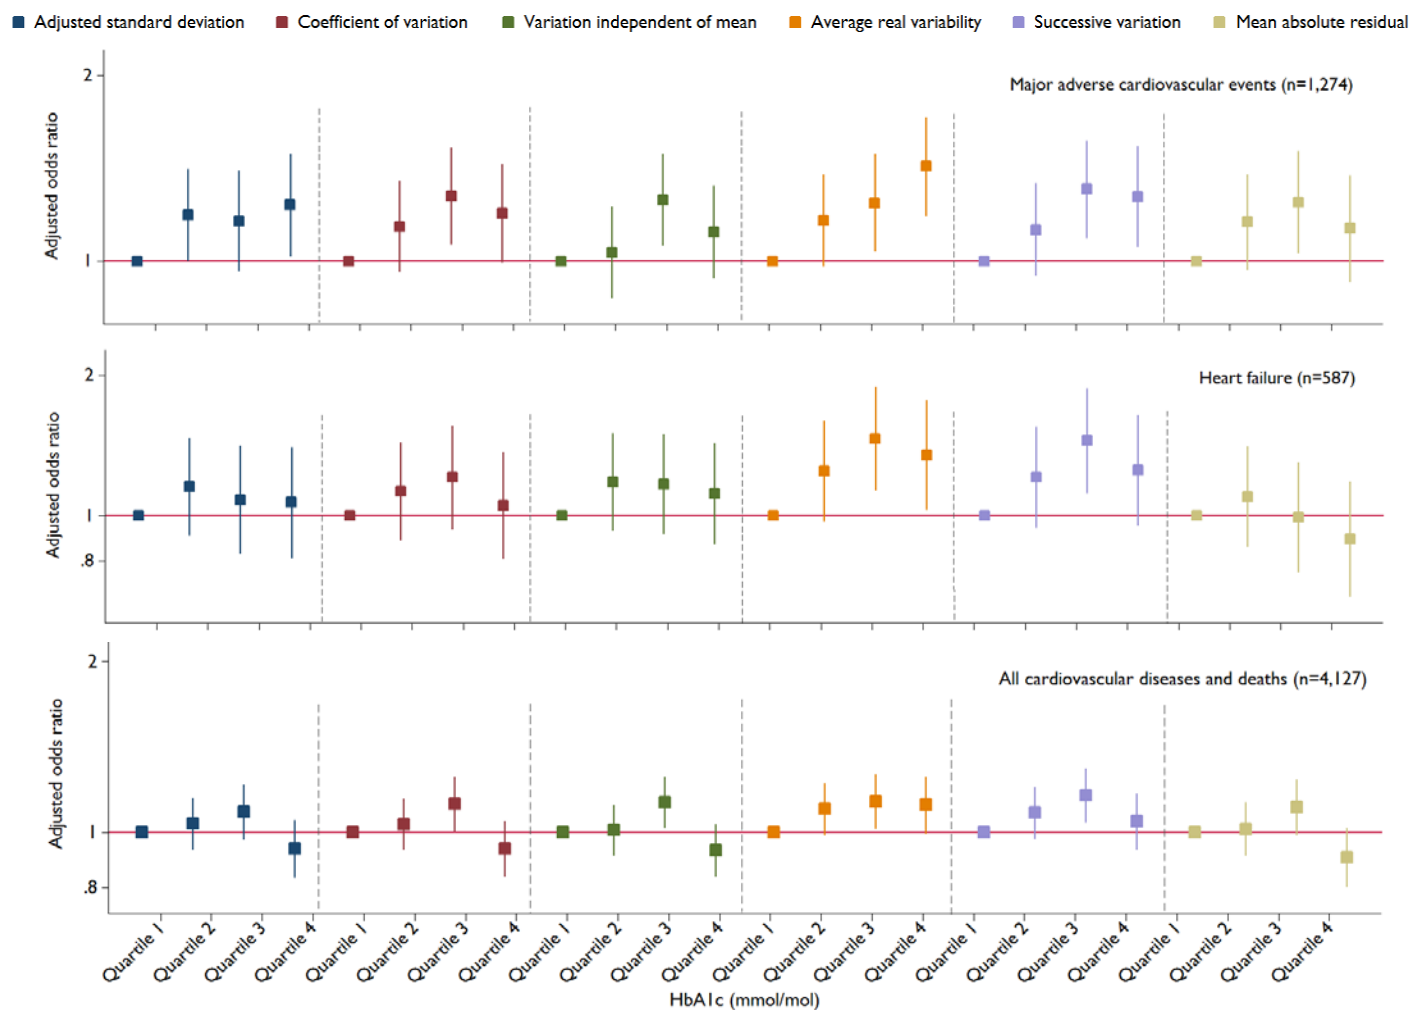 Adjusted standard deviation Coefficient of variation Variation independent of mean Average real variability Successive variation Mean absolute residual
Major adverse cardiovascular events (n=1,274)
Adjusted odds ratio
2
1
Heart failure (n=587)
Adjusted odds ratio
2
1
.8
All cardiovascular diseases and deaths (n=4,127)
Adjusted odds ratio
2
1
.8
Quartile 1 Quartile 2 Quartile 3 Quartile 4 Quartile 1 Quartile 2 Quartile 3 Quartile 4 Quartile 1 Quartile 2 Quartile 3 Quartile 4 Quartile 1 Quartile 2 Quartile 3 Quartile 4 Quartile 1 Quartile 2 Quartile 3 Quartile 4 Quartile 1 Quartile 2 Quartile 3 Quartile 4
HbA1c (mmol/mol)